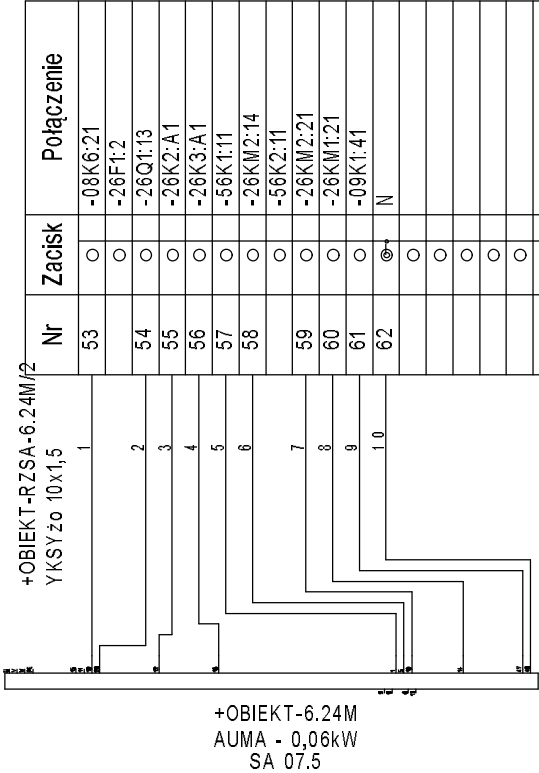 +OBIEKT-RZSA-6.24M/2
YKSYżo 10x1,5
Nr Zacisk Połączenie
53 -08K6:21
-26F1:2
54 -26Q1:13
55 -26K2:A1
56 -26K3:A1
57 -56K1:11
58 -26KM2:14
-56K2:11
59 -26KM2:21
60 -26KM1:21
61 -09K1:41
62 N
1
2
3
4
5
6
7
8
9
10
+OBIEKT-6.24M
AUMA - 0,06kW
SA 07.5